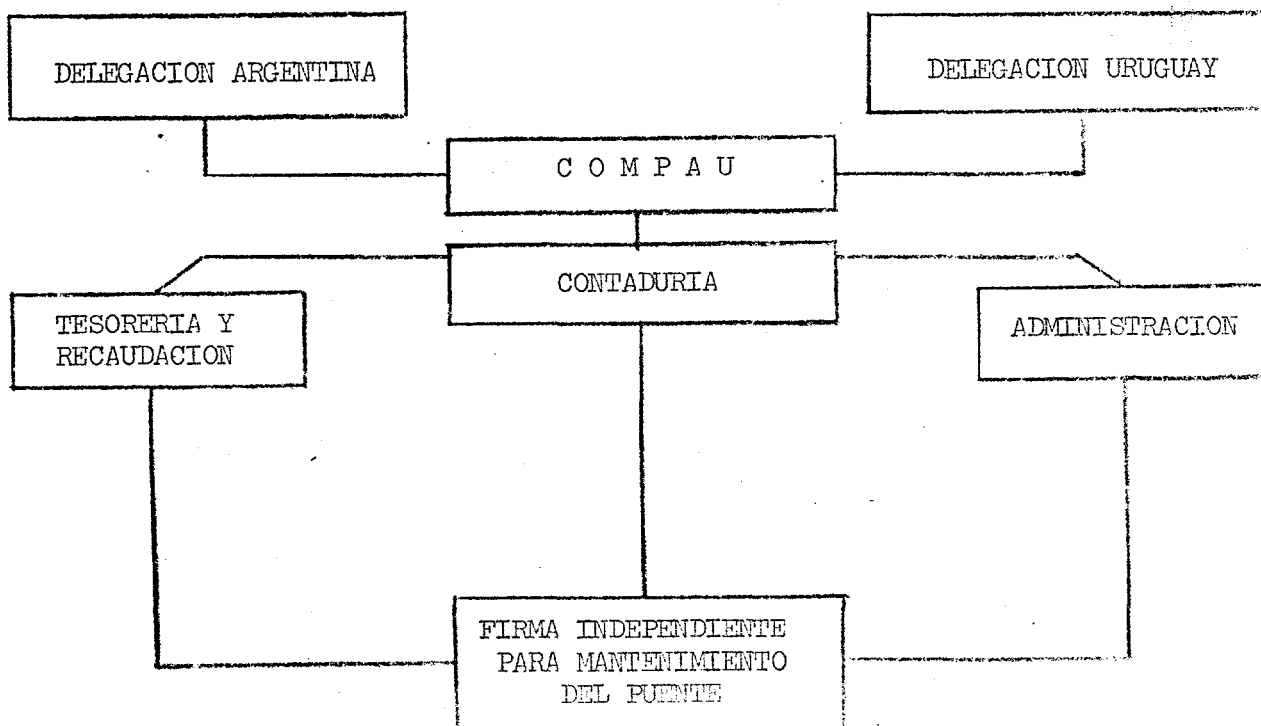 DELEGACION ARGENTINA
DELEGACION URUGUAY
C O M P A U
CONTADURIA
TESORERIA Y
RECAUDACION
ADMINISTRACION
FIRMA INDEPENDIENTE
PARA MANTENIMIENTO
DEL PUENTE